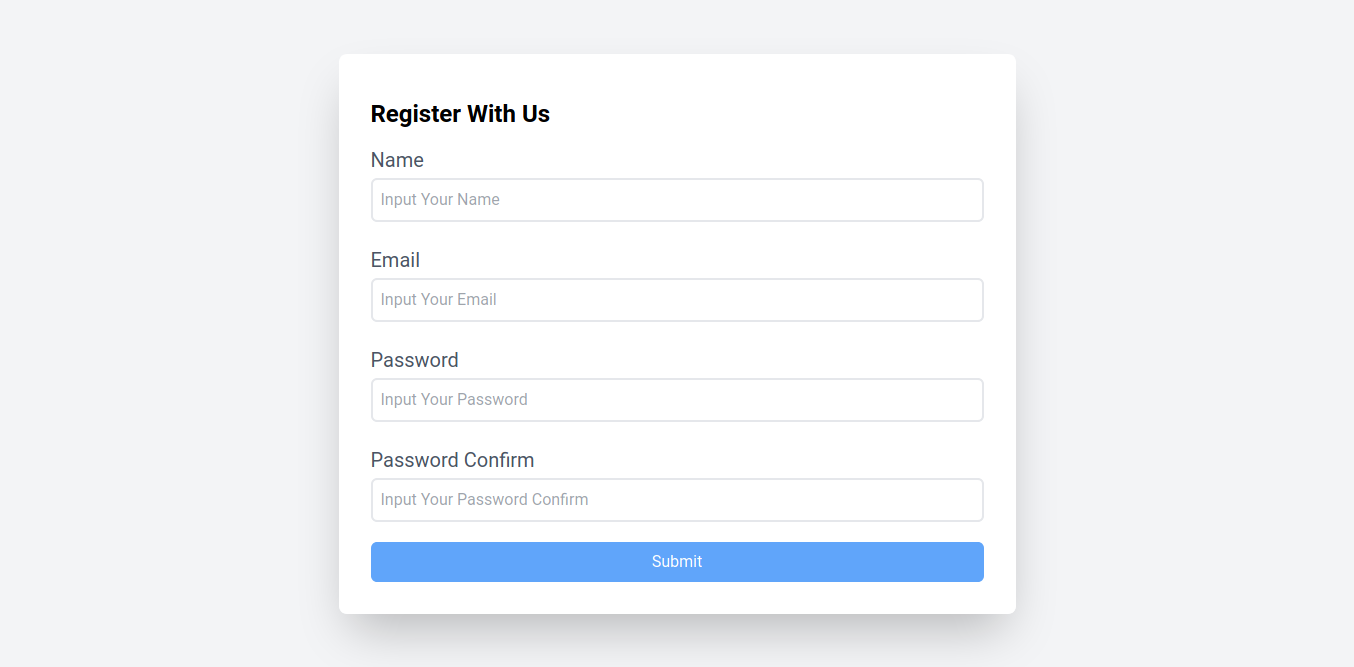 Register With Us
Name
Input Your Name
Email
Input Your Email
Password
Input Your Password
Password Confirm
Input Your Password Confirm
Submit